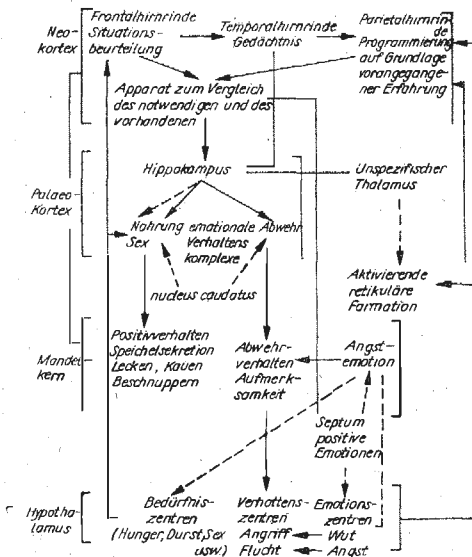 Neo-
kortex
Frontalhirnrinde
Situations-
beurteilung
Temporalhirnrinde
Gedächtnis
Parietalhirnrin-
de
Programmierung
auf Grundlage
vorangegange-
ner Erfahrung
Apparat zum Vergleich
des notwendigen und des
vorhandenen
Palaeo-
Kortex
Hippokampus
Unspezifischer
Thalamus
Nahrung emotionale Abwehr
Sex Verhaltens
komplexe
nucleus caudatus
Aktivierende
retikuläre
Formation
Mandel
kern
Positivverhalten
Speichelsekretion
Lecken, Kauen
Beschnuppern
Abwehr-
verhalten
Aufmerk-
samkeit
Angst-
emotion
Septum
positive
Emotionen
Hypotha-
lamus
Bedürfnis-
zentren
(Hunger, Durst, Sex
usw.)
Verhaltens-
zentren
Angriff
Flucht
Emotions-
zentren
Wut
Angst